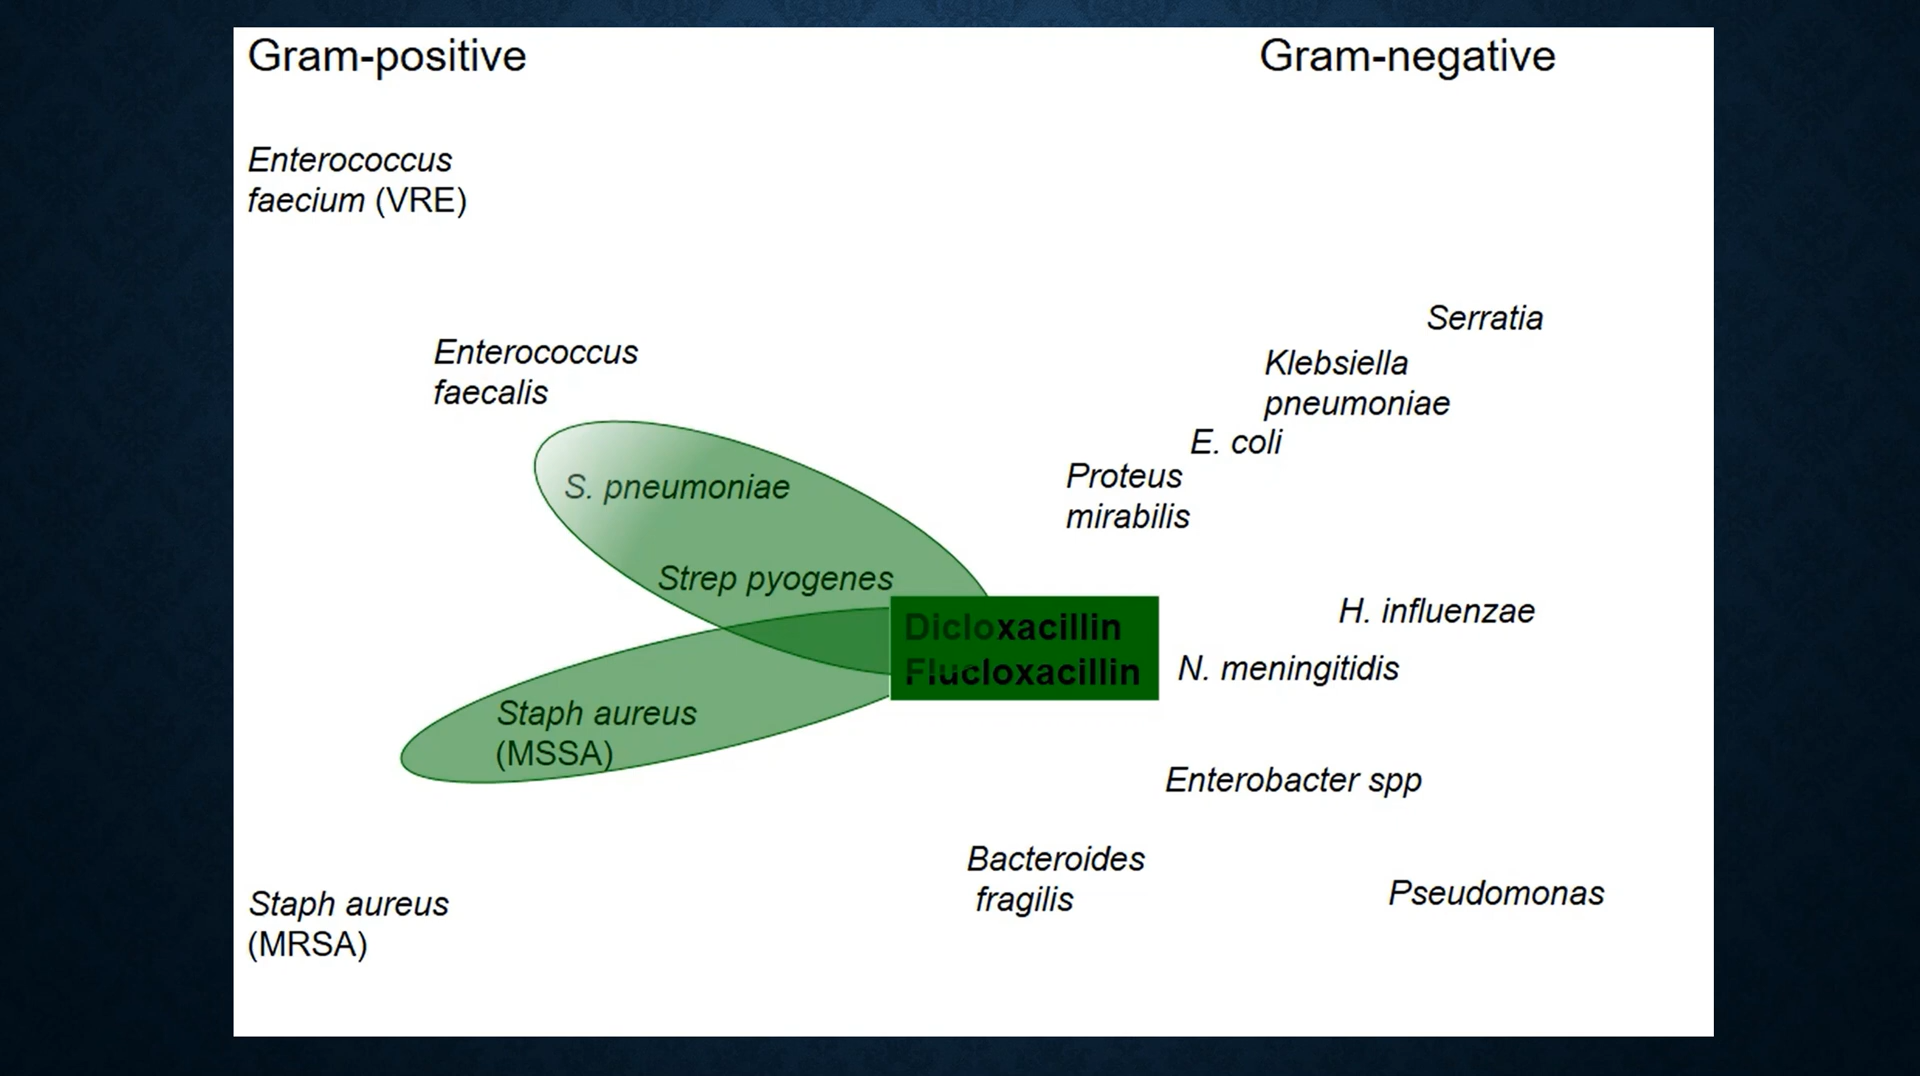 Gram-positive
Gram-negative
Enterococcus
faecium (VRE)
Serratia
Enterococcus
faecalis
Klebsiella
pneumoniae
E. coli
Proteus
mirabilis
S. pneumoniae
Strep pyogenes
Dicloxacillin
Flucloxacillin
H. influenzae
N. meningitidis
Staph aureus
(MSSA)
Enterobacter spp
Bacteroides
fragilis
Pseudomonas
Staph aureus
(MRSA)